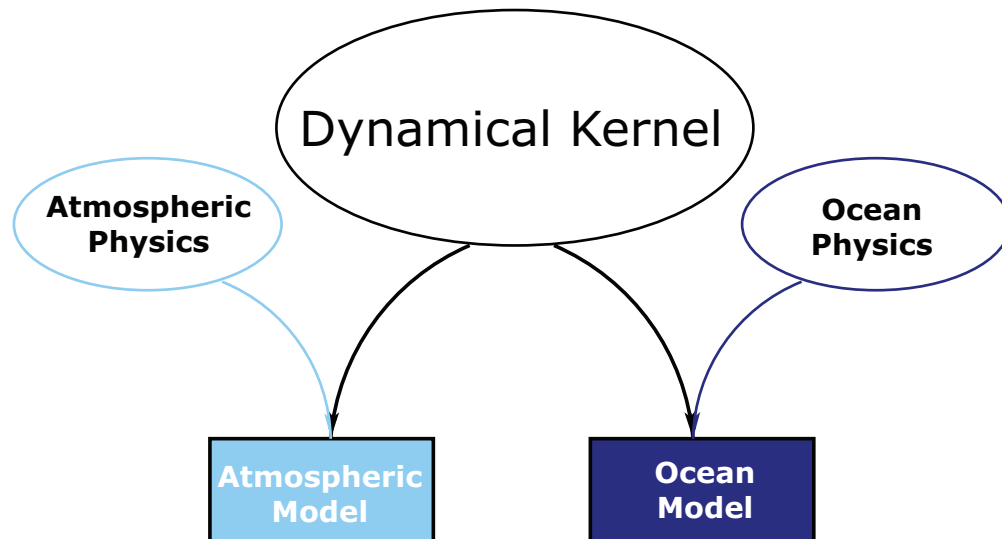 Dynamical Kernel
Atmospheric
Physics
Ocean
Physics
Atmospheric
Model
Ocean
Model